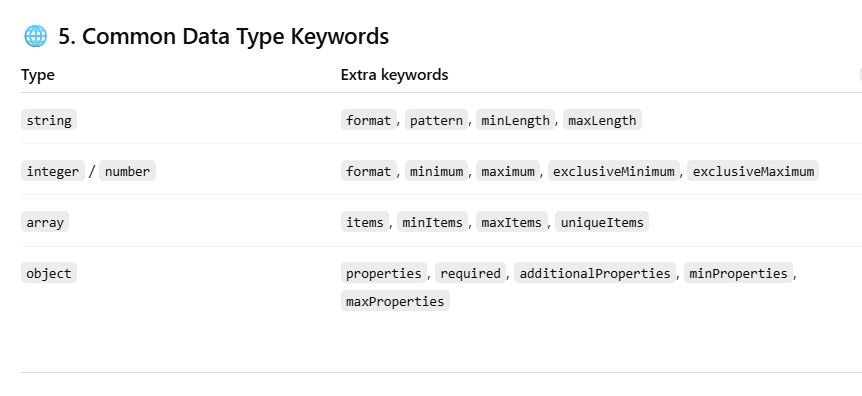 🌐 5. Common Data Type Keywords
Type Extra keywords
string format, pattern, minLength, maxLength
integer / number format, minimum, maximum, exclusiveMinimum, exclusiveMaximum
array items, minItems, maxItems, uniqueItems
object properties, required, additionalProperties, minProperties,
maxProperties